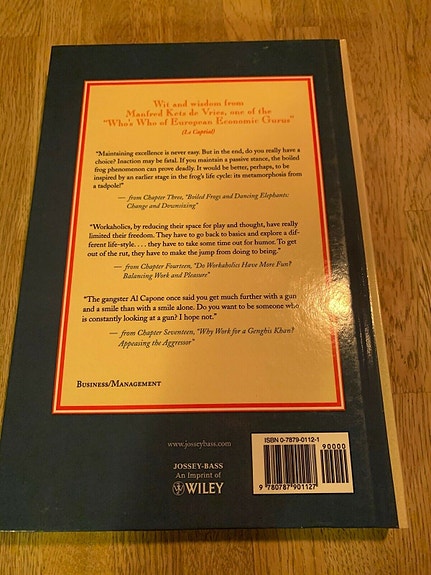 Wit and wisdom from
Manfred Kets de Vries, one of the
"Who's Who of European Economic Gurus"
(Le Capital)
"Maintaining excellence is never easy. But in the end, do you really have a
choice? Inaction may be fatal. If you maintain a passive stance, the boiled
frog phenomenon can prove deadly. It would be better, perhaps, to be
inspired by an earlier stage in the frog's life cycle: its metamorphosis from
a tadpole!"
— from Chapter Three, "Boiled Frogs and Dancing Elephants:
Change and Downsizing"
"Workaholics, by reducing their space for play and thought, have really
limited their freedom. They have to go back to basics and explore a dif-
ferent life-style. . . . they have to take some time out for humor. To get
out of the rut, they have to make the jump from doing to being."
— from Chapter Fourteen, "Do Workaholics Have More Fun?
Balancing Work and Pleasure"
"The gangster Al Capone once said you get much further with a gun
and a smile than with a smile alone. Do you want to be someone who
is constantly looking at a gun? I hope not."
— from Chapter Seventeen, "Why Work for a Genghis Khan?
Appeasing the Aggressor"
BUSINESS/MANAGEMENT
www.josseybass.com
JOSSEY-BASS
An Imprint of
WILEY
ISBN 0-7879-0112-1
90000
9 780787 901127